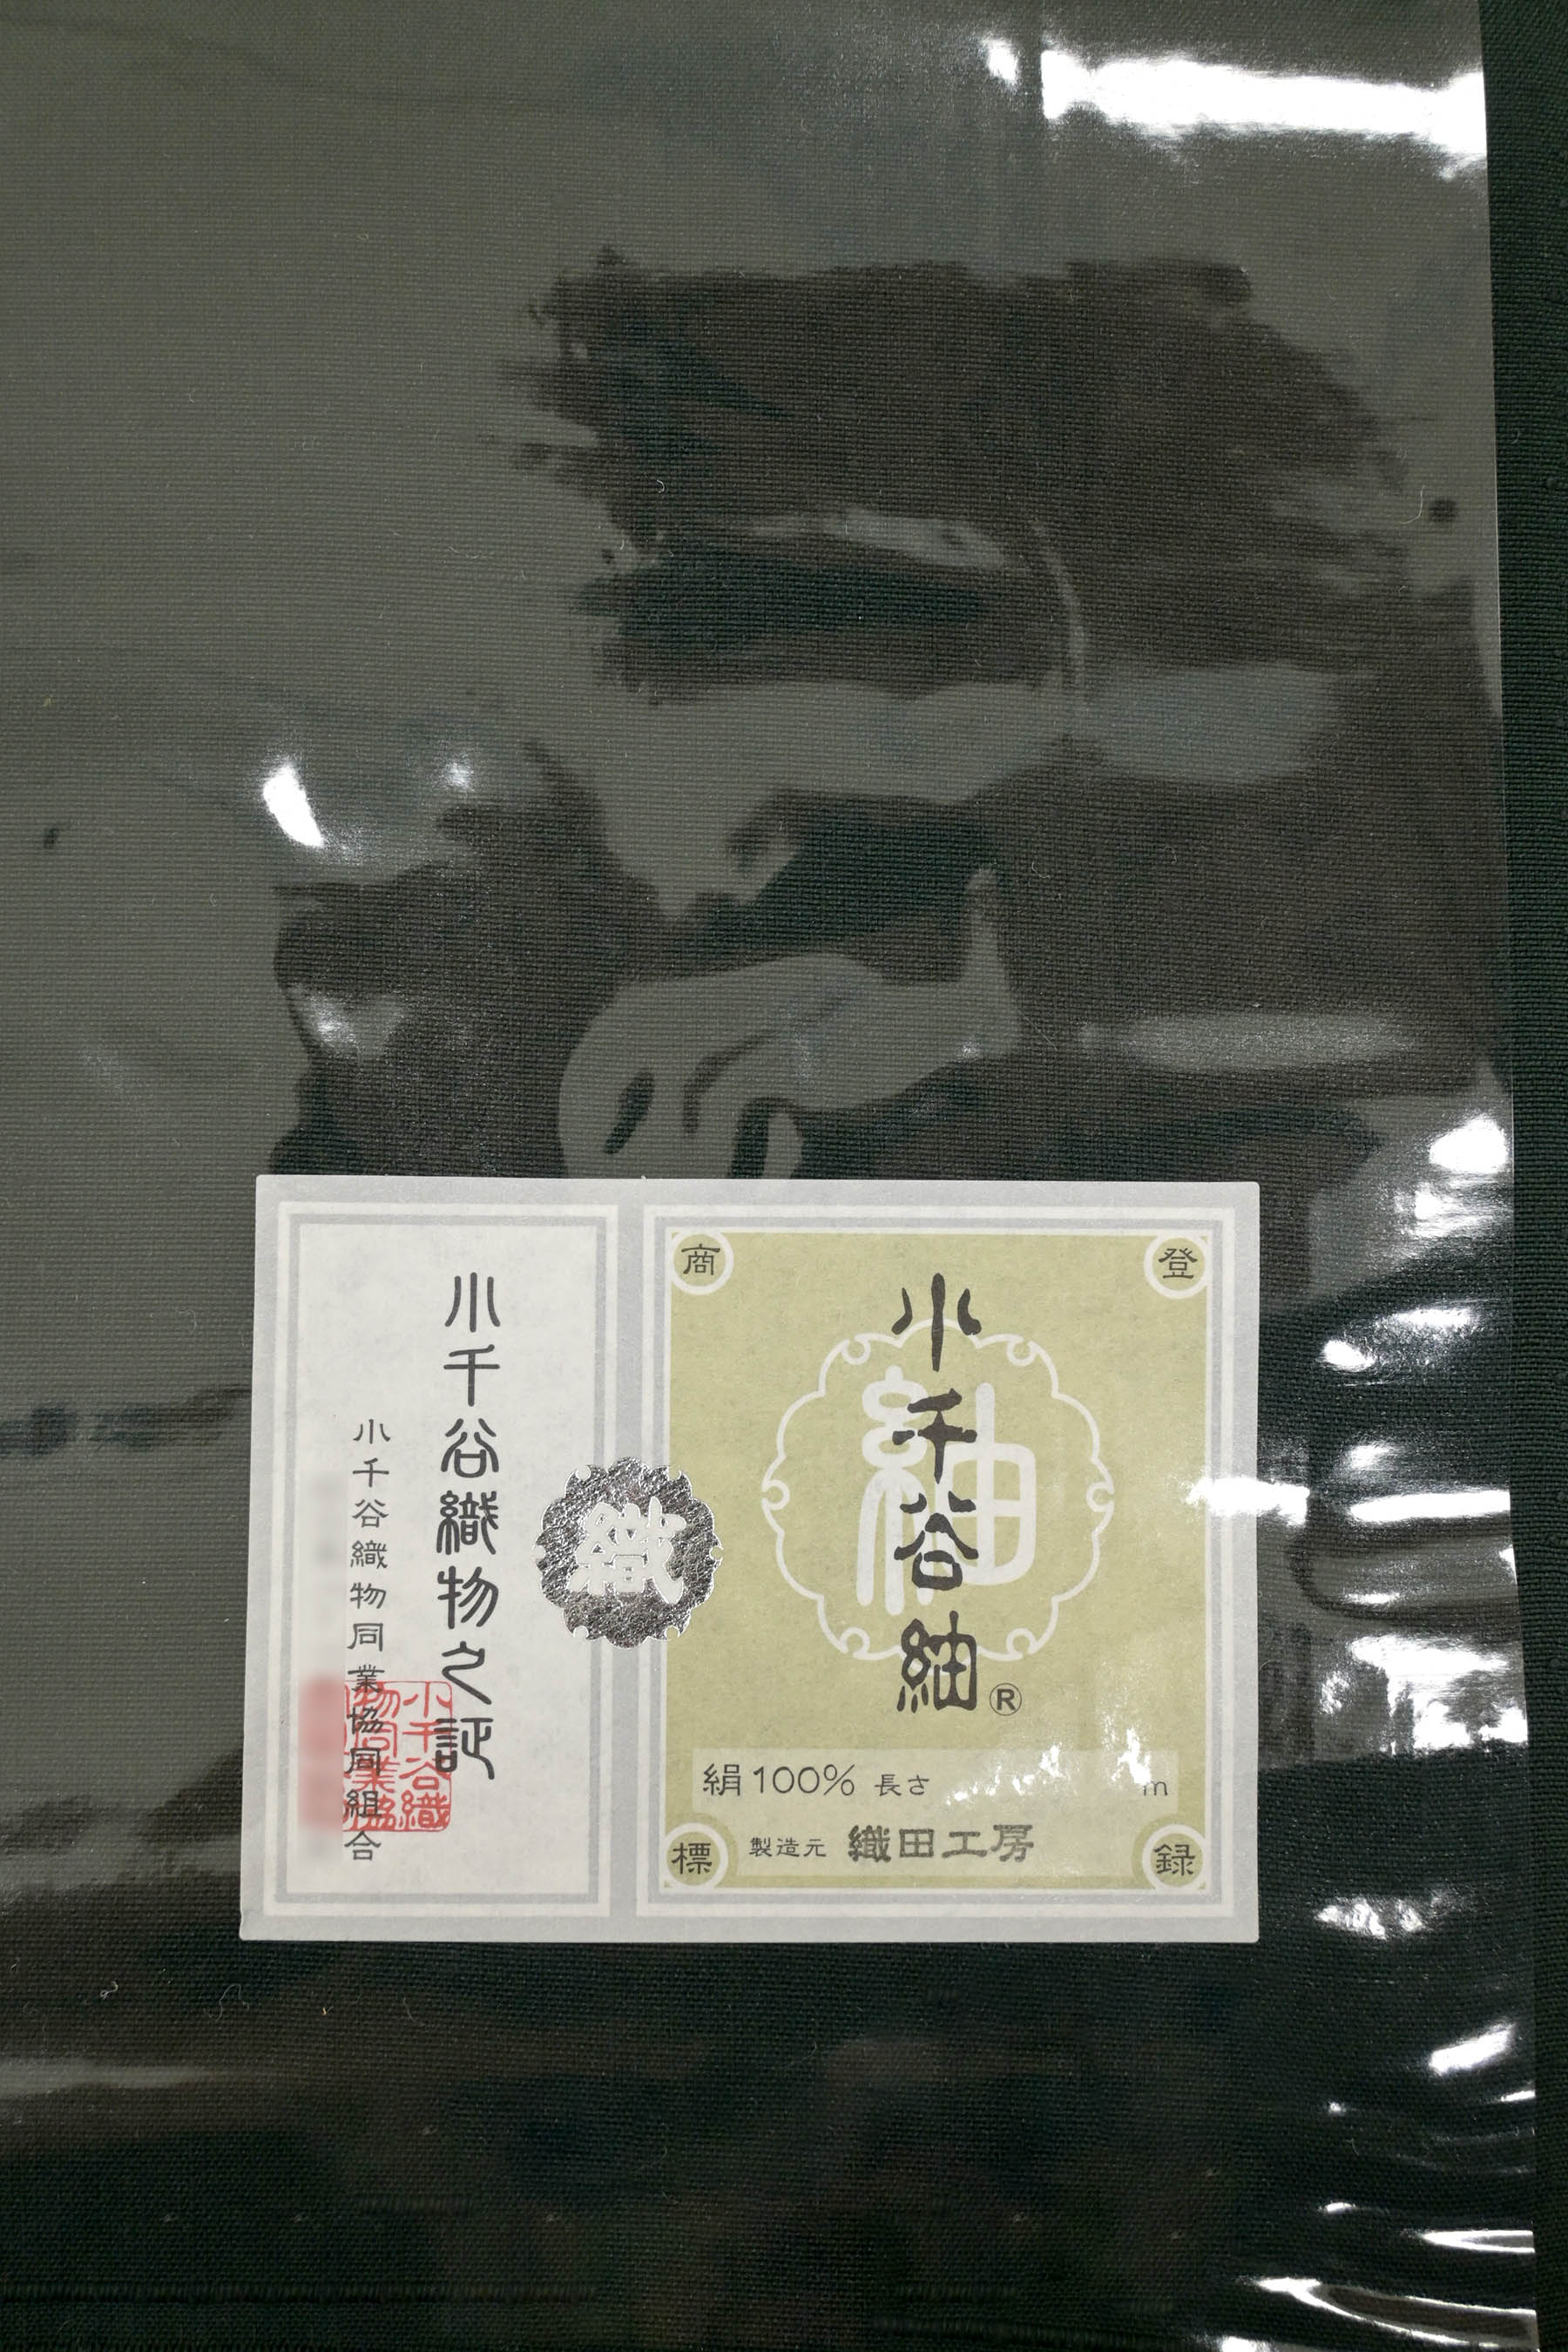 登
録
商
標
紬
小千谷紬®
絹100% 長さ m
製造元 織田工房
織
小千谷織物之証
小千谷織物同業協同組合
小千谷織
物同業協